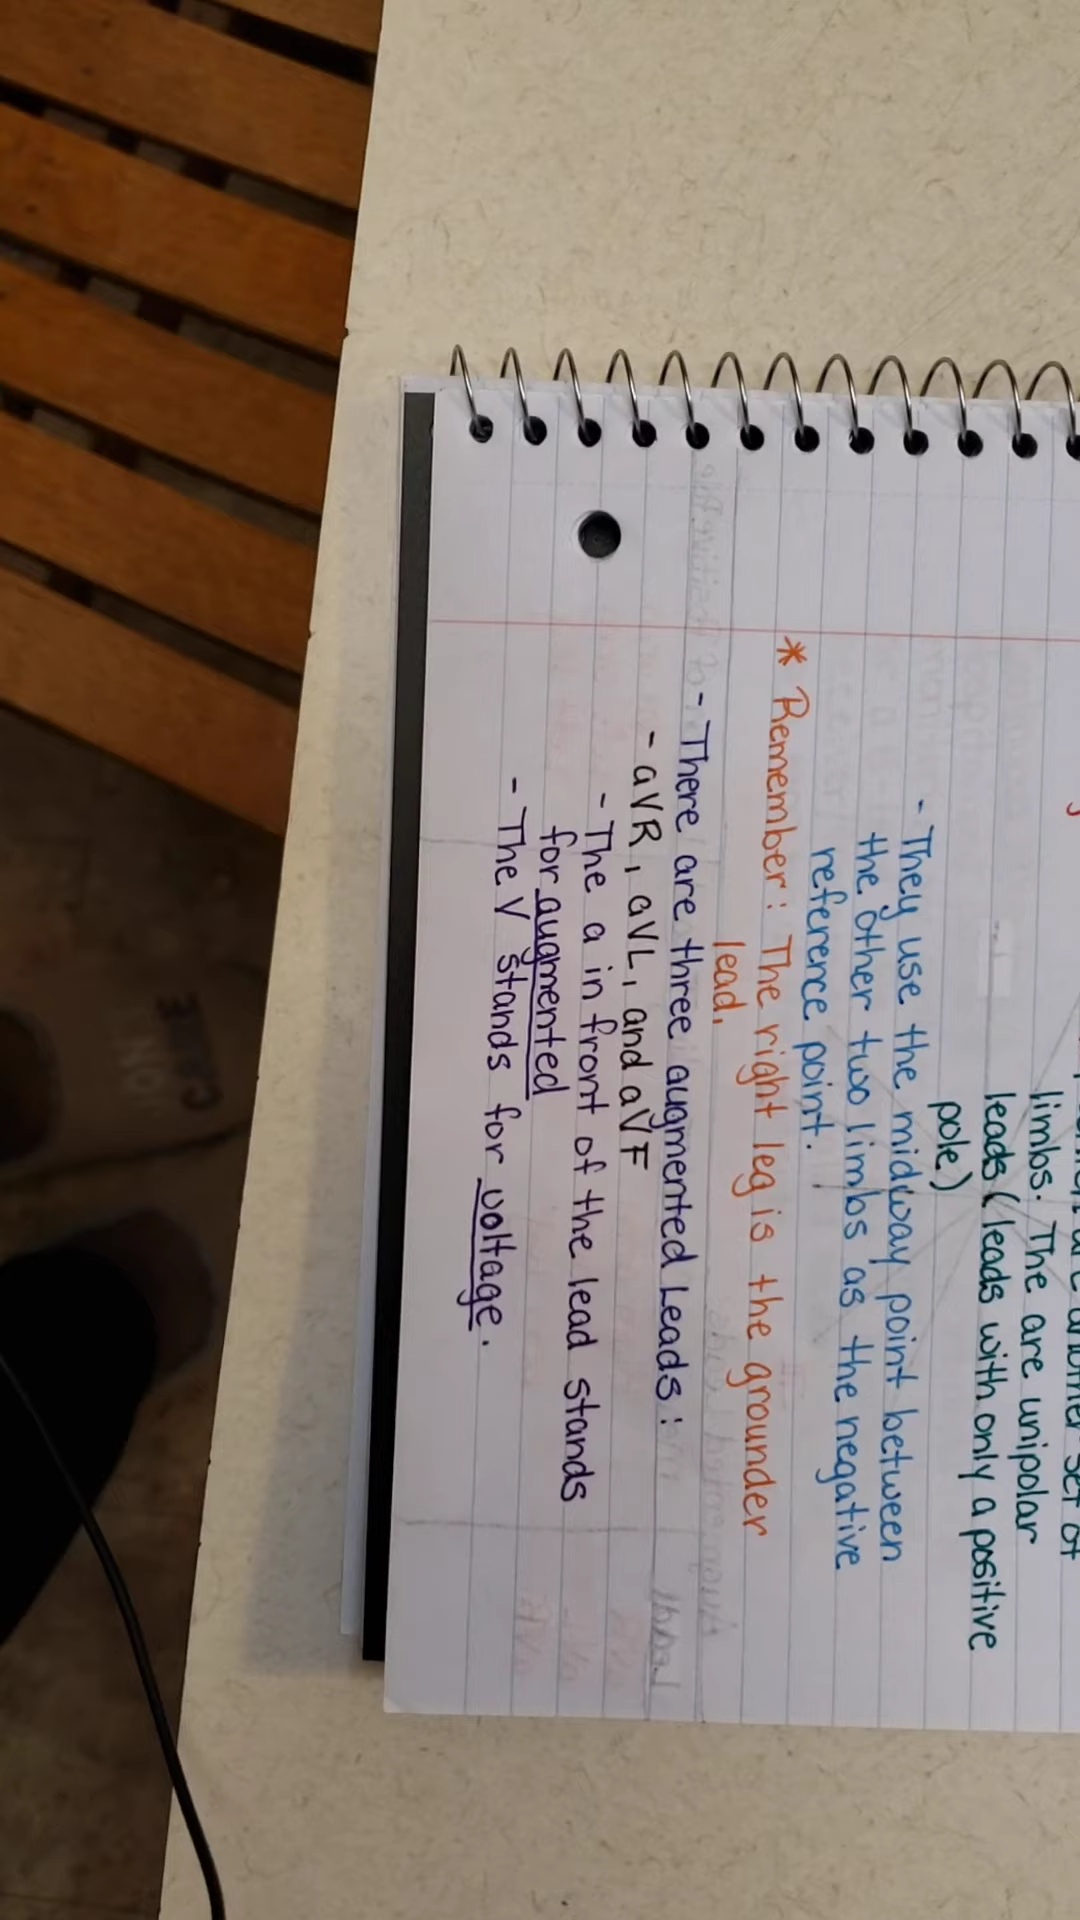 set of
limbs. The are unipolar
leads (leads with only a positive
pole)
- They use the midway point between
the other two limbs as the negative
reference point.
* Remember: The right leg is the grounder
lead.
- There are three augmented Leads:
- aVR, aVL, and aVF
- The a in front of the lead stands
for augmented
- The V stands for voltage.